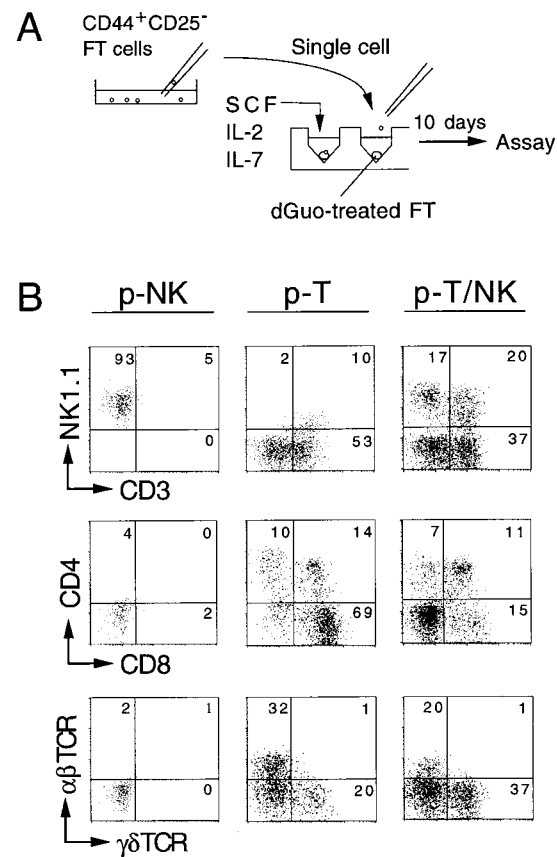 A
CD44+CD25-
FT cells
Single cell
SCF
IL-2
IL-7
10 days
Assay
dGuo-treated FT
B
p-NK p-T p-T/NK
NK1.1
93 5 2 10 17 20
0 53 37
CD3
CD4
4 0 10 14 7 11
2 69 15
CD8
αβTCR
2 1 32 1 20 1
0 20 37
γδTCR